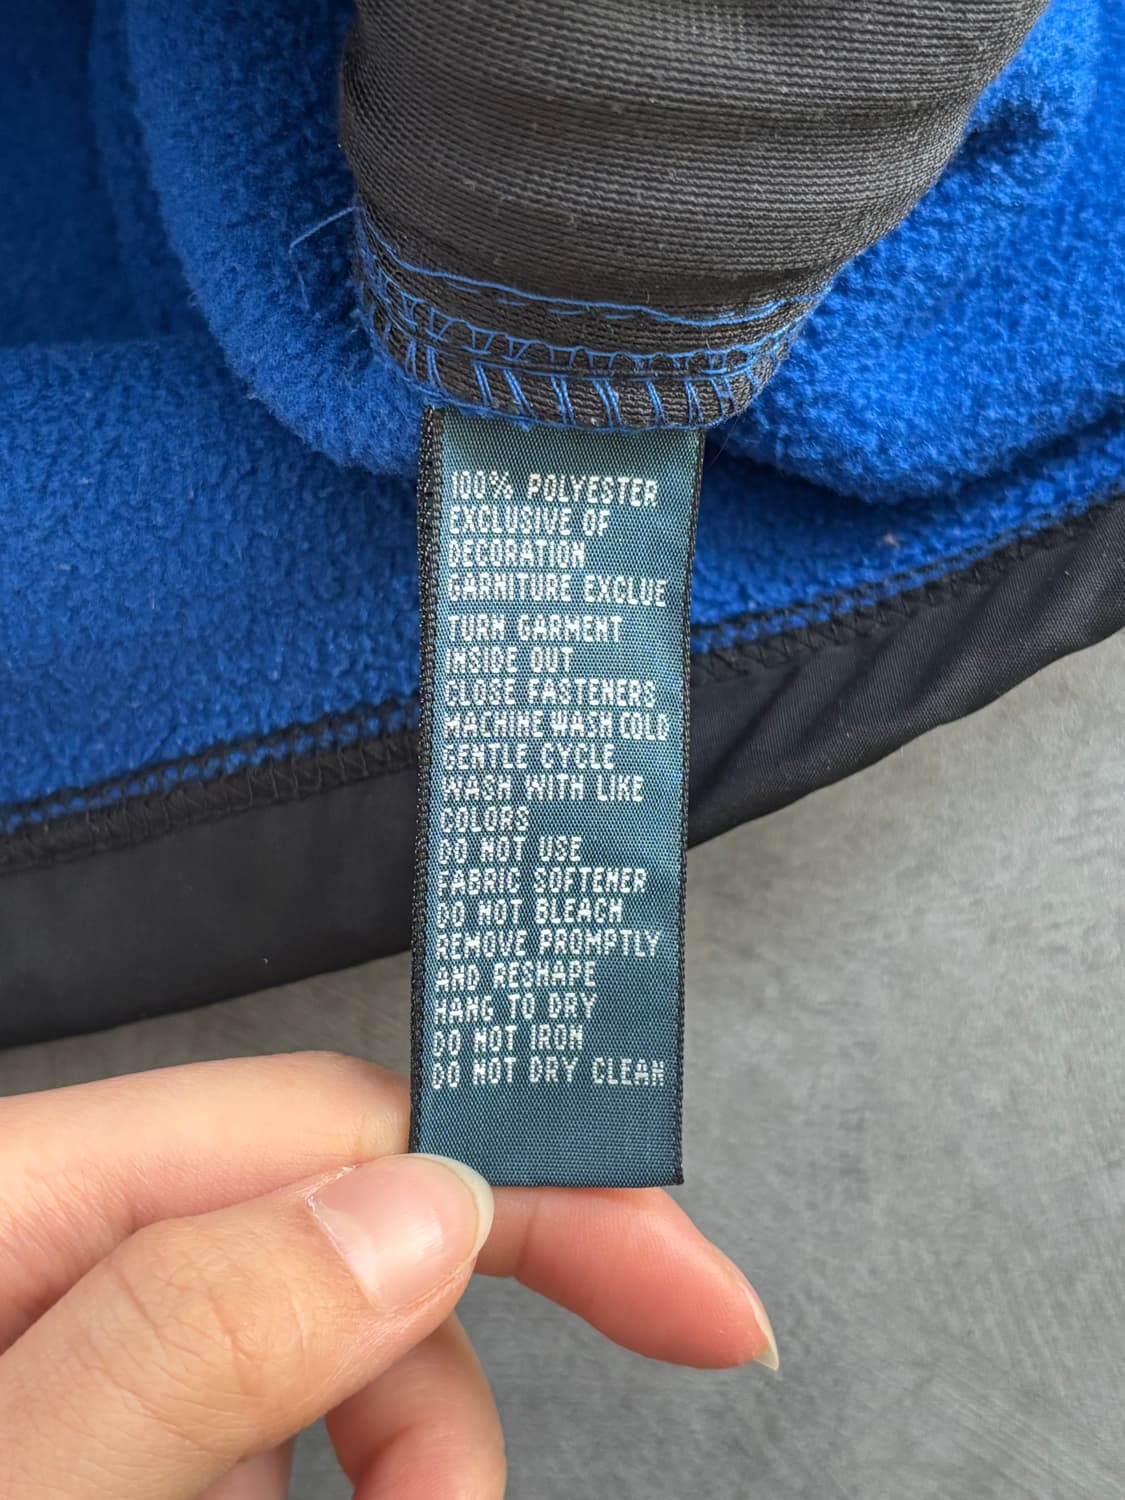 100% POLYESTER
EXCLUSIVE OF
DECORATION
GARNITURE EXCLUE
TURN GARMENT
INSIDE OUT
CLOSE FASTENERS
MACHINE WASH COLD
GENTLE CYCLE
WASH WITH LIKE
COLORS
DO NOT USE
FABRIC SOFTENER
DO NOT BLEACH
REMOVE PROMPTLY
AND RESHAPE
HANG TO DRY
DO NOT IRON
DO NOT DRY CLEAN